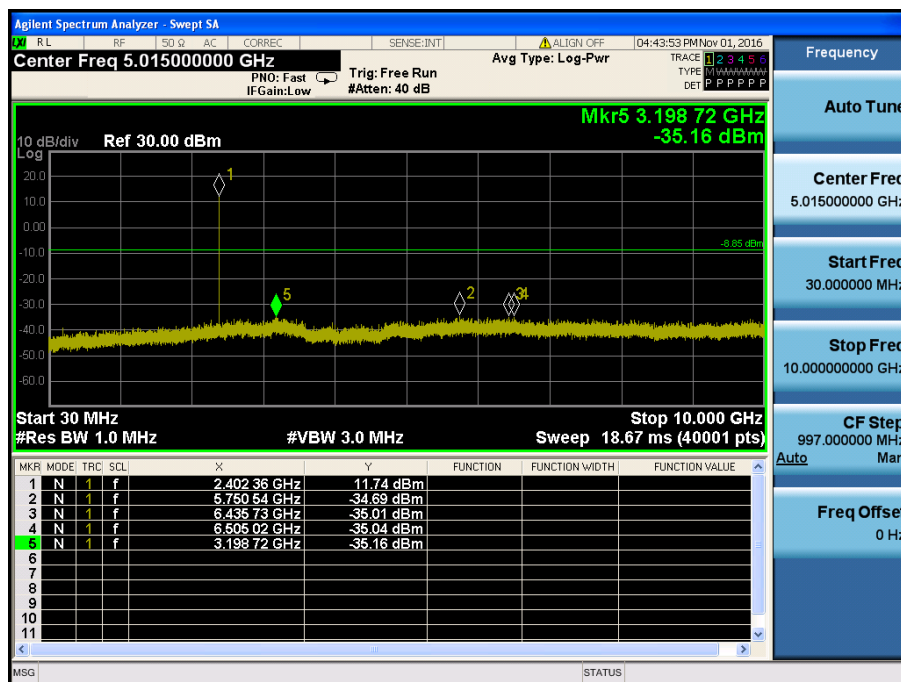 Agilent Spectrum Analyzer - Swept SA
LXI RL RF 50 Ω AC CORREC SENSE:INT ALIGN OFF 04:43:53 PM Nov 01, 2016
Center Freq 5.015000000 GHz
PNO: Fast
IFGain:Low
Trig: Free Run
#Atten: 40 dB
Avg Type: Log-Pwr
TRACE 1 2 3 4 5 6
TYPE M WWWWW
DET P P P P P P
Mkr5 3.198 72 GHz
-35.16 dBm
10 dB/div Ref 30.00 dBm
Log
20.0
10.0
0.00
-10.0
-20.0
-30.0
-40.0
-50.0
-60.0
1
-8.85 dBm
5
2
3 4
Start 30 MHz Stop 10.000 GHz
#Res BW 1.0 MHz #VBW 3.0 MHz Sweep 18.67 ms (40001 pts)
MKR MODE TRC SCL X Y FUNCTION FUNCTION WIDTH FUNCTION VALUE
1 N 1 f 2.402 36 GHz 11.74 dBm
2 N 1 f 5.750 54 GHz -34.69 dBm
3 N 1 f 6.435 73 GHz -35.01 dBm
4 N 1 f 6.505 02 GHz -35.04 dBm
5 N 1 f 3.198 72 GHz -35.16 dBm
6
7
8
9
10
11
MSG STATUS
Frequency
Auto Tune
Center Freq
5.015000000 GHz
Start Freq
30.000000 MHz
Stop Freq
10.000000000 GHz
CF Step
997.000000 MHz
Auto Man
Freq Offset
0 Hz